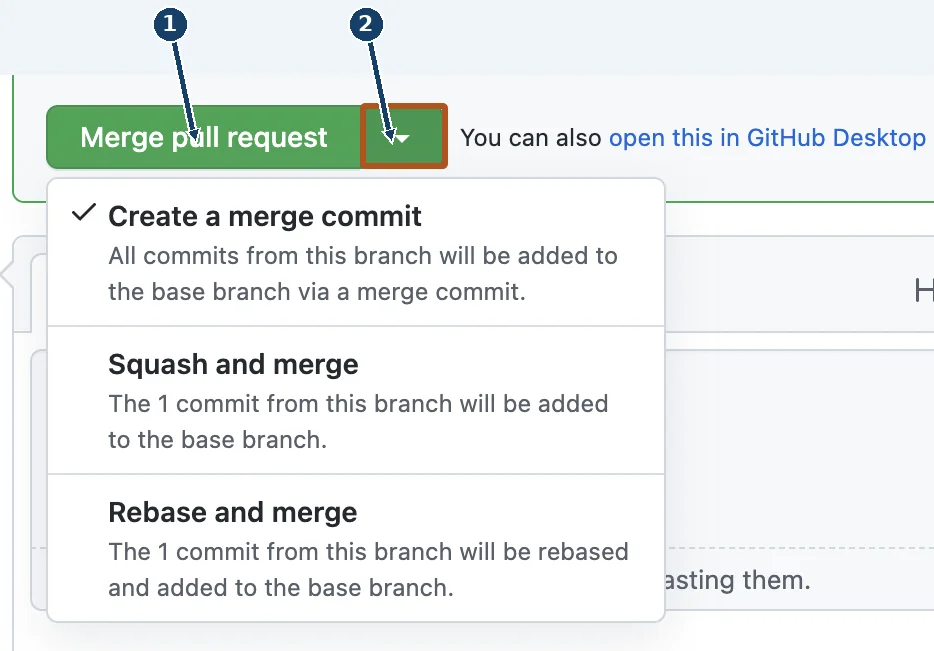 1
2
Merge pull request
You can also open this in GitHub Desktop
Create a merge commit
All commits from this branch will be added to
the base branch via a merge commit.
Squash and merge
The 1 commit from this branch will be added
to the base branch.
Rebase and merge
The 1 commit from this branch will be rebased
and added to the base branch.
asting them.